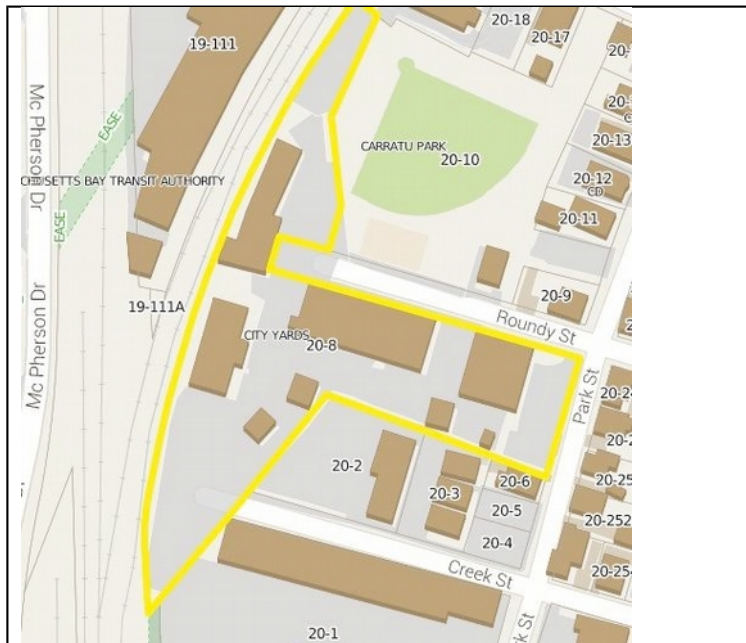 20-18
20-17
19-111
Mc Pherson Dr
EASE
CARRATU PARK
20-10
20-13
CHUSETTS BAY TRANSIT AUTHORITY
20-12
CD
20-11
EASE
19-111A
20-9
Roundy St
Mc Pherson Dr
CITY YARDS
20-8
Park St
20-2
20-6
20-3
20-5
20-252
20-4
Creek St
20-1